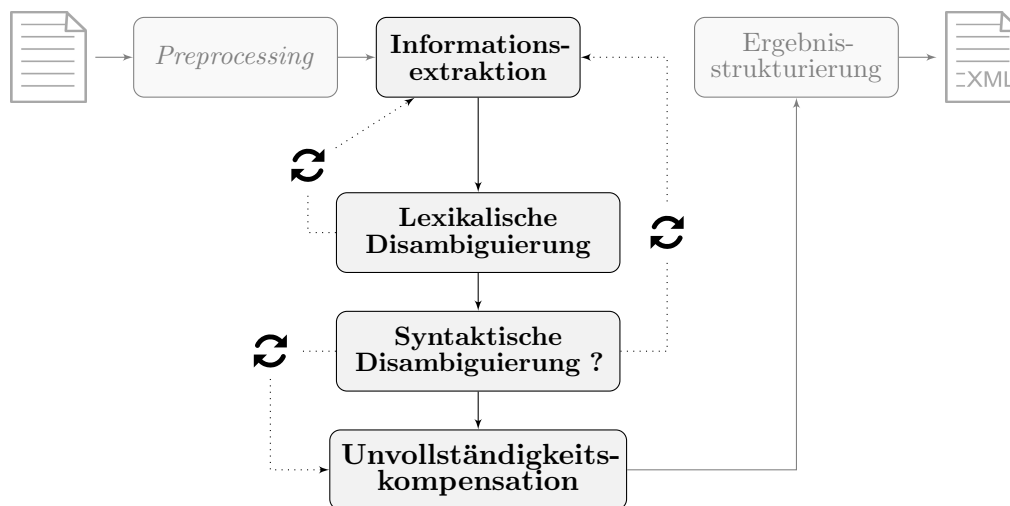 Preprocessing
Informations-
extraktion
Ergebnis-
strukturierung
XML
Lexikalische
Disambiguierung
Syntaktische
Disambiguierung ?
Unvollständigkeits-
kompensation